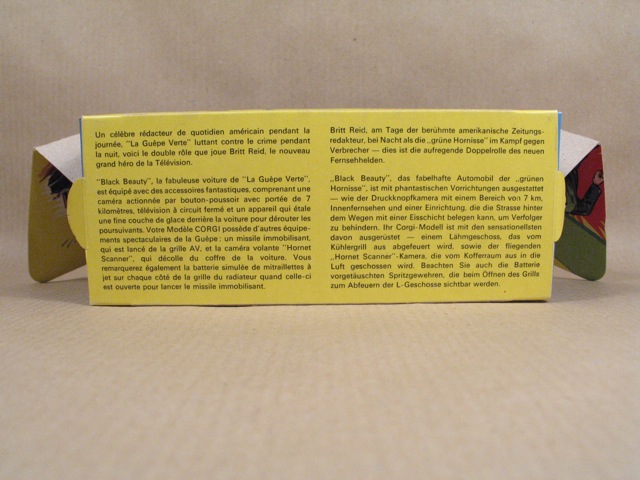 Un célèbre rédacteur de quotidien américain pendant la
journée, "La Guêpe Verte" luttant contre le crime pendant
la nuit, voici le double rôle que joue Britt Reid, le nouveau
grand héro de la Télévision.
"Black Beauty", la fabuleuse voiture de "La Guêpe Verte",
est équipé avec des accessoires fantastiques, comprenant une
caméra actionnée par bouton-poussoir avec portée de 7
kilomètres, télévision à circuit fermé et un appareil qui étale
une fine couche de glace derrière la voiture pour dérouter les
poursuivants. Votre Modèle CORGI possède d'autres équipe-
ments spectaculaires de la Guêpe: un missile immobilisant,
qui est lancé de la grille AV, et la caméra volante "Hornet
Scanner", qui décolle du coffre de la voiture. Vous
remarquerez également la batterie simulée de mitrailettes à
jet sur chaque côté de la grille du radiateur quand celle-ci
est ouverte pour lancer le missile immobilisant.
Britt Reid, am Tage der berühmte amerikanische Zeitungs-
redakteur, bei Nacht als die „grüne Hornisse" im Kampf gegen
Verbrecher — dies ist die aufregende Doppelrolle des neuen
Fernsehhelden.
„Black Beauty", das fabelhafte Automobil der „grünen
Hornisse", ist mit phantastischen Vorrichtungen ausgestattet
— wie der Druckknopfkamera mit einem Bereich von 7 km,
Innenfernsehen und einer Einrichtung, die die Strasse hinter
dem Wegen mit einer Eisschicht belegen kann, um Verfolger
zu behindern. Ihr Corgi-Modell ist mit den sensationellsten
davon ausgerüstet — einem Lähmgeschoss, das vom
Kühlergrill aus abgefeuert wird, sowie der fliegenden
„Hornet Scanner"-Kamera, die vom Kofferraum aus in die
Luft geschossen wird. Beachten Sie auch die Batterie
vorgetäuschten Spritzgewehren, die beim Öffnen des Grills
zum Abfeuern der L-Geschosse sichtbar werden.